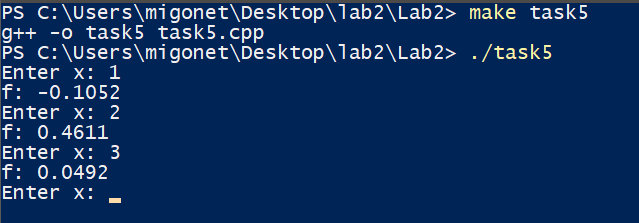 PS C:\Users\migonet\Desktop\lab2\Lab2> make task5
g++ -o task5 task5.cpp
PS C:\Users\migonet\Desktop\lab2\Lab2> ./task5
Enter x: 1
f: -0.1052
Enter x: 2
f: 0.4611
Enter x: 3
f: 0.0492
Enter x: